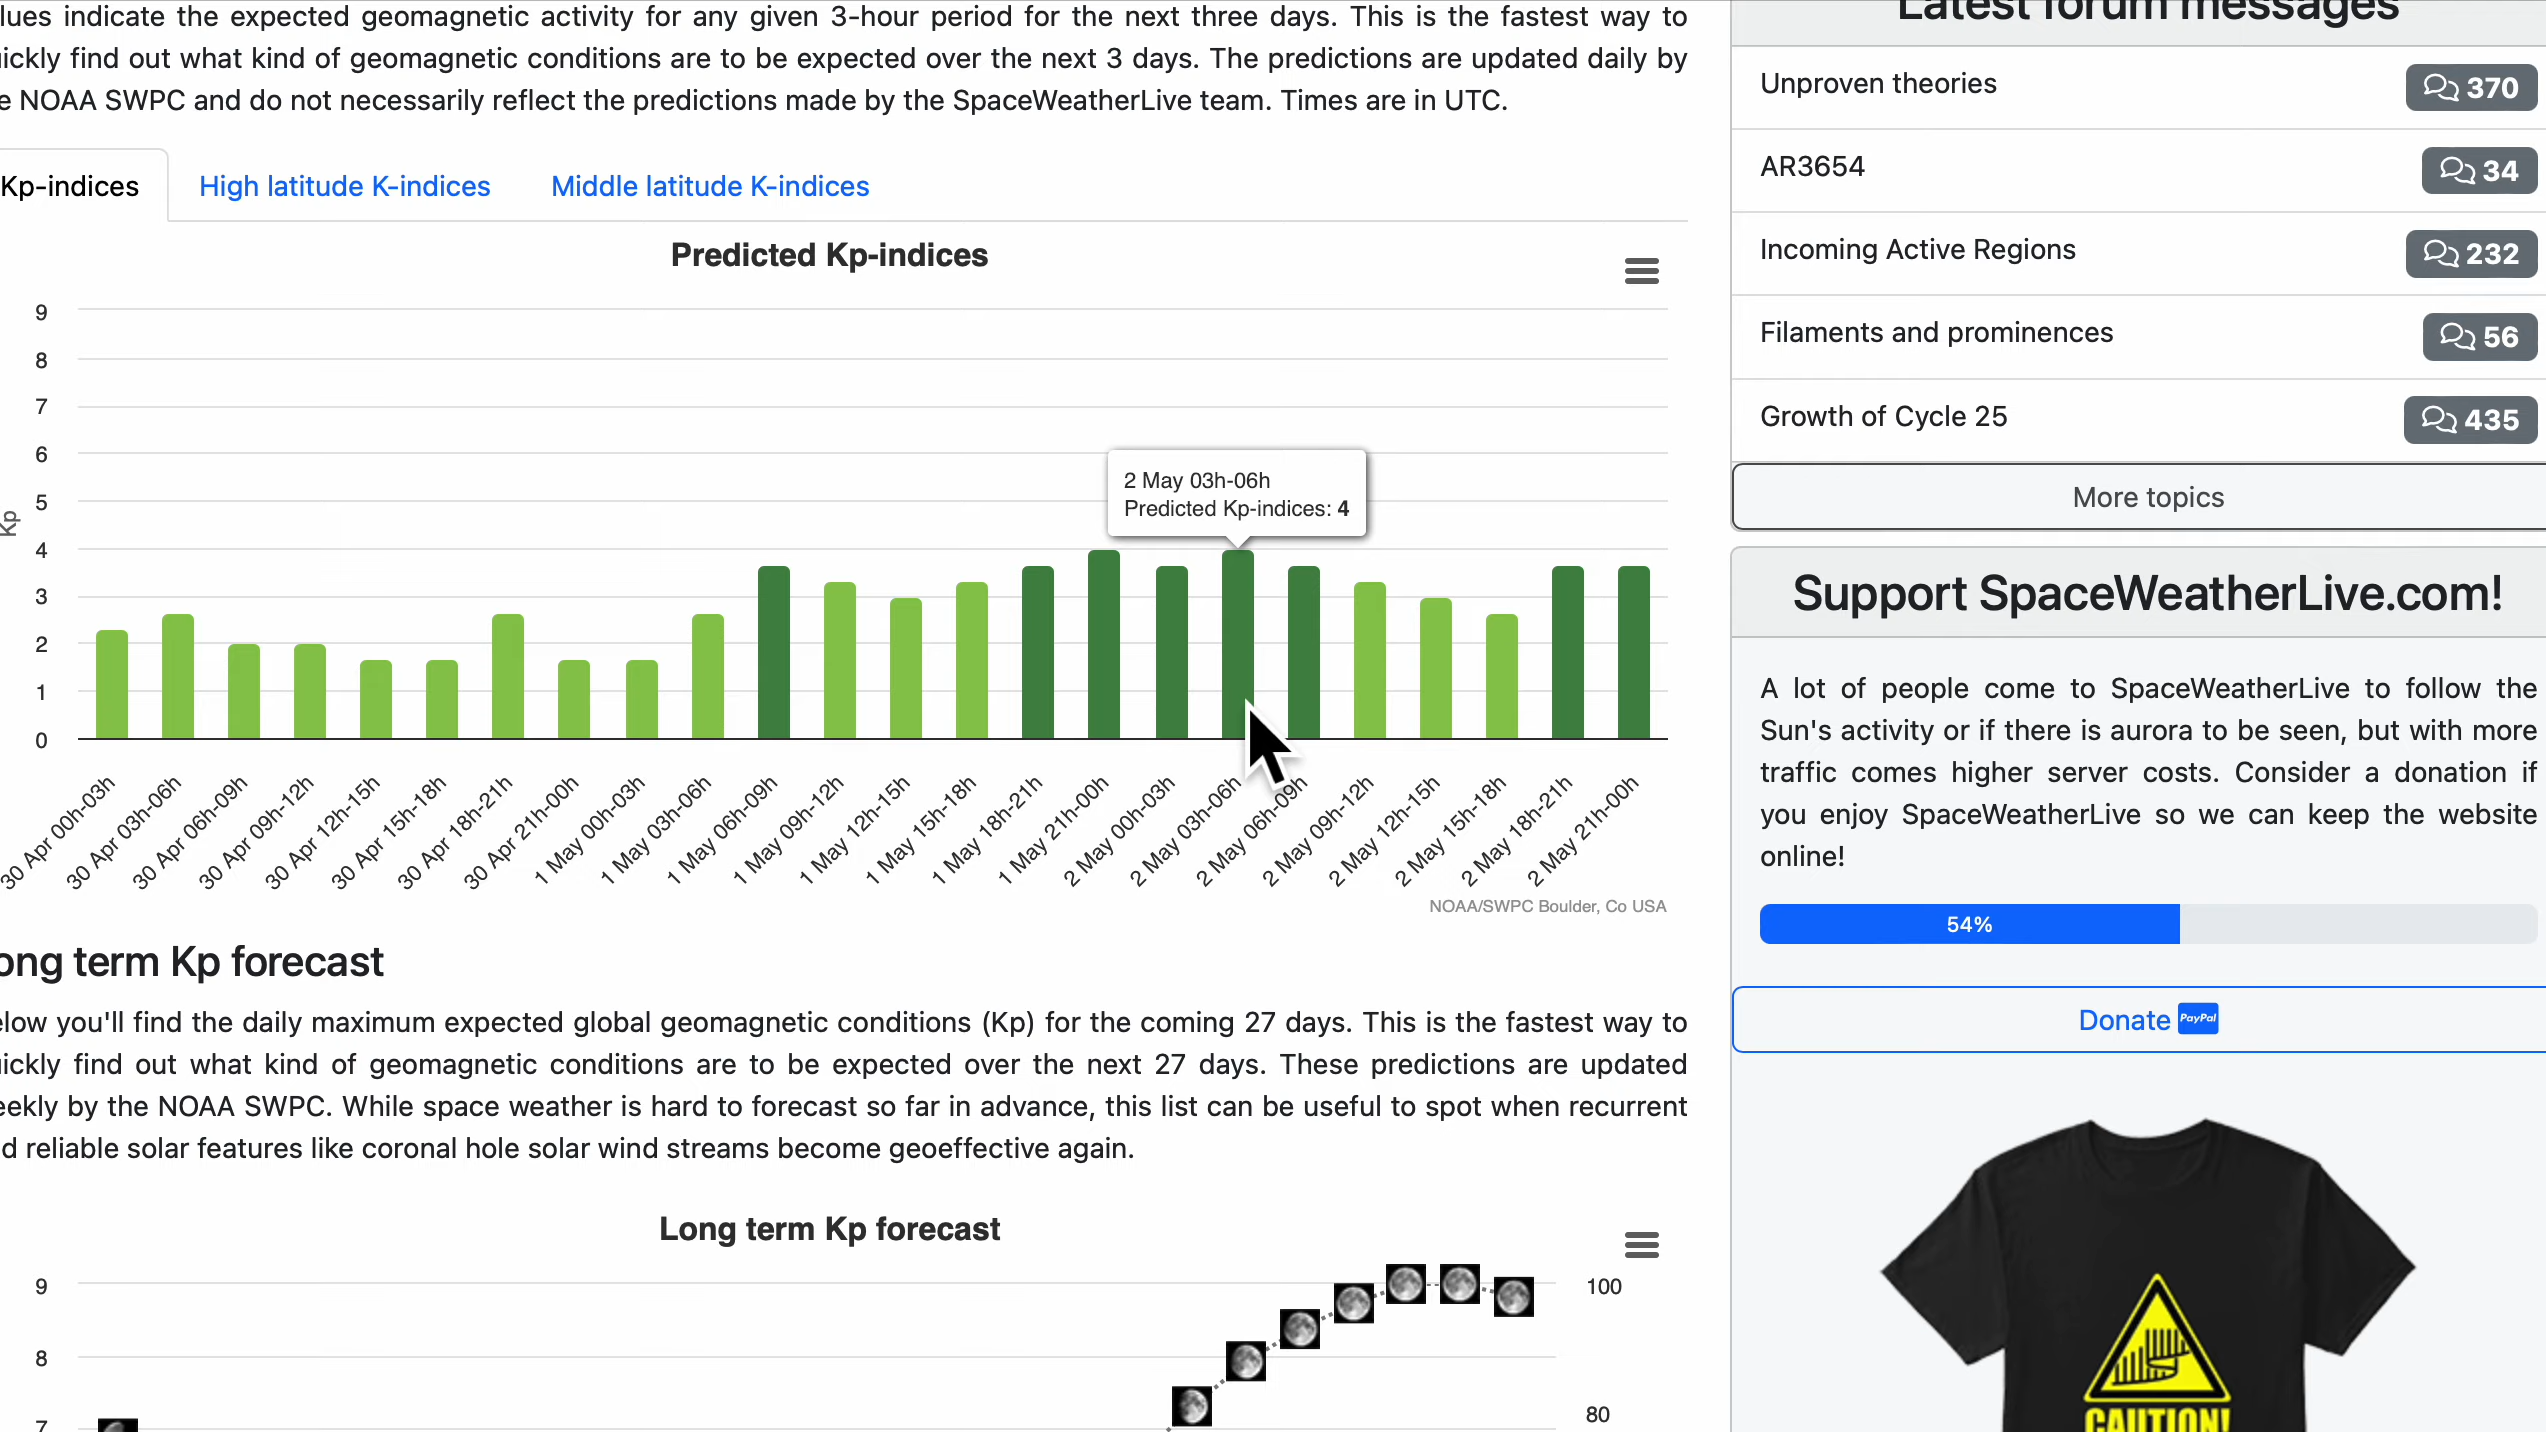 lues indicate the expected geomagnetic activity for any given 3-hour period for the next three days. This is the fastest way to
ickly find out what kind of geomagnetic conditions are to be expected over the next 3 days. The predictions are updated daily by
e NOAA SWPC and do not necessarily reflect the predictions made by the SpaceWeatherLive team. Times are in UTC.
Kp-indices
High latitude K-indices
Middle latitude K-indices
Predicted Kp-indices
9
8
7
6
5
4
3
2
1
0
Kp
2 May 03h-06h
Predicted Kp-indices: 4
30 Apr 00h-03h
30 Apr 03h-06h
30 Apr 06h-09h
30 Apr 09h-12h
30 Apr 12h-15h
30 Apr 15h-18h
30 Apr 18h-21h
30 Apr 21h-00h
1 May 00h-03h
1 May 03h-06h
1 May 06h-09h
1 May 09h-12h
1 May 12h-15h
1 May 15h-18h
1 May 18h-21h
1 May 21h-00h
2 May 00h-03h
2 May 03h-06h
2 May 06h-09h
2 May 09h-12h
2 May 12h-15h
2 May 15h-18h
2 May 18h-21h
2 May 21h-00h
NOAA/SWPC Boulder, Co USA
ong term Kp forecast
elow you'll find the daily maximum expected global geomagnetic conditions (Kp) for the coming 27 days. This is the fastest way to
ickly find out what kind of geomagnetic conditions are to be expected over the next 27 days. These predictions are updated
eekly by the NOAA SWPC. While space weather is hard to forecast so far in advance, this list can be useful to spot when recurrent
d reliable solar features like coronal hole solar wind streams become geoeffective again.
Long term Kp forecast
9
8
7
100
80
Latest forum messages
Unproven theories 370
AR3654 34
Incoming Active Regions 232
Filaments and prominences 56
Growth of Cycle 25 435
More topics
Support SpaceWeatherLive.com!
A lot of people come to SpaceWeatherLive to follow the
Sun's activity or if there is aurora to be seen, but with more
traffic comes higher server costs. Consider a donation if
you enjoy SpaceWeatherLive so we can keep the website
online!
54%
Donate PayPal
CAUTION!